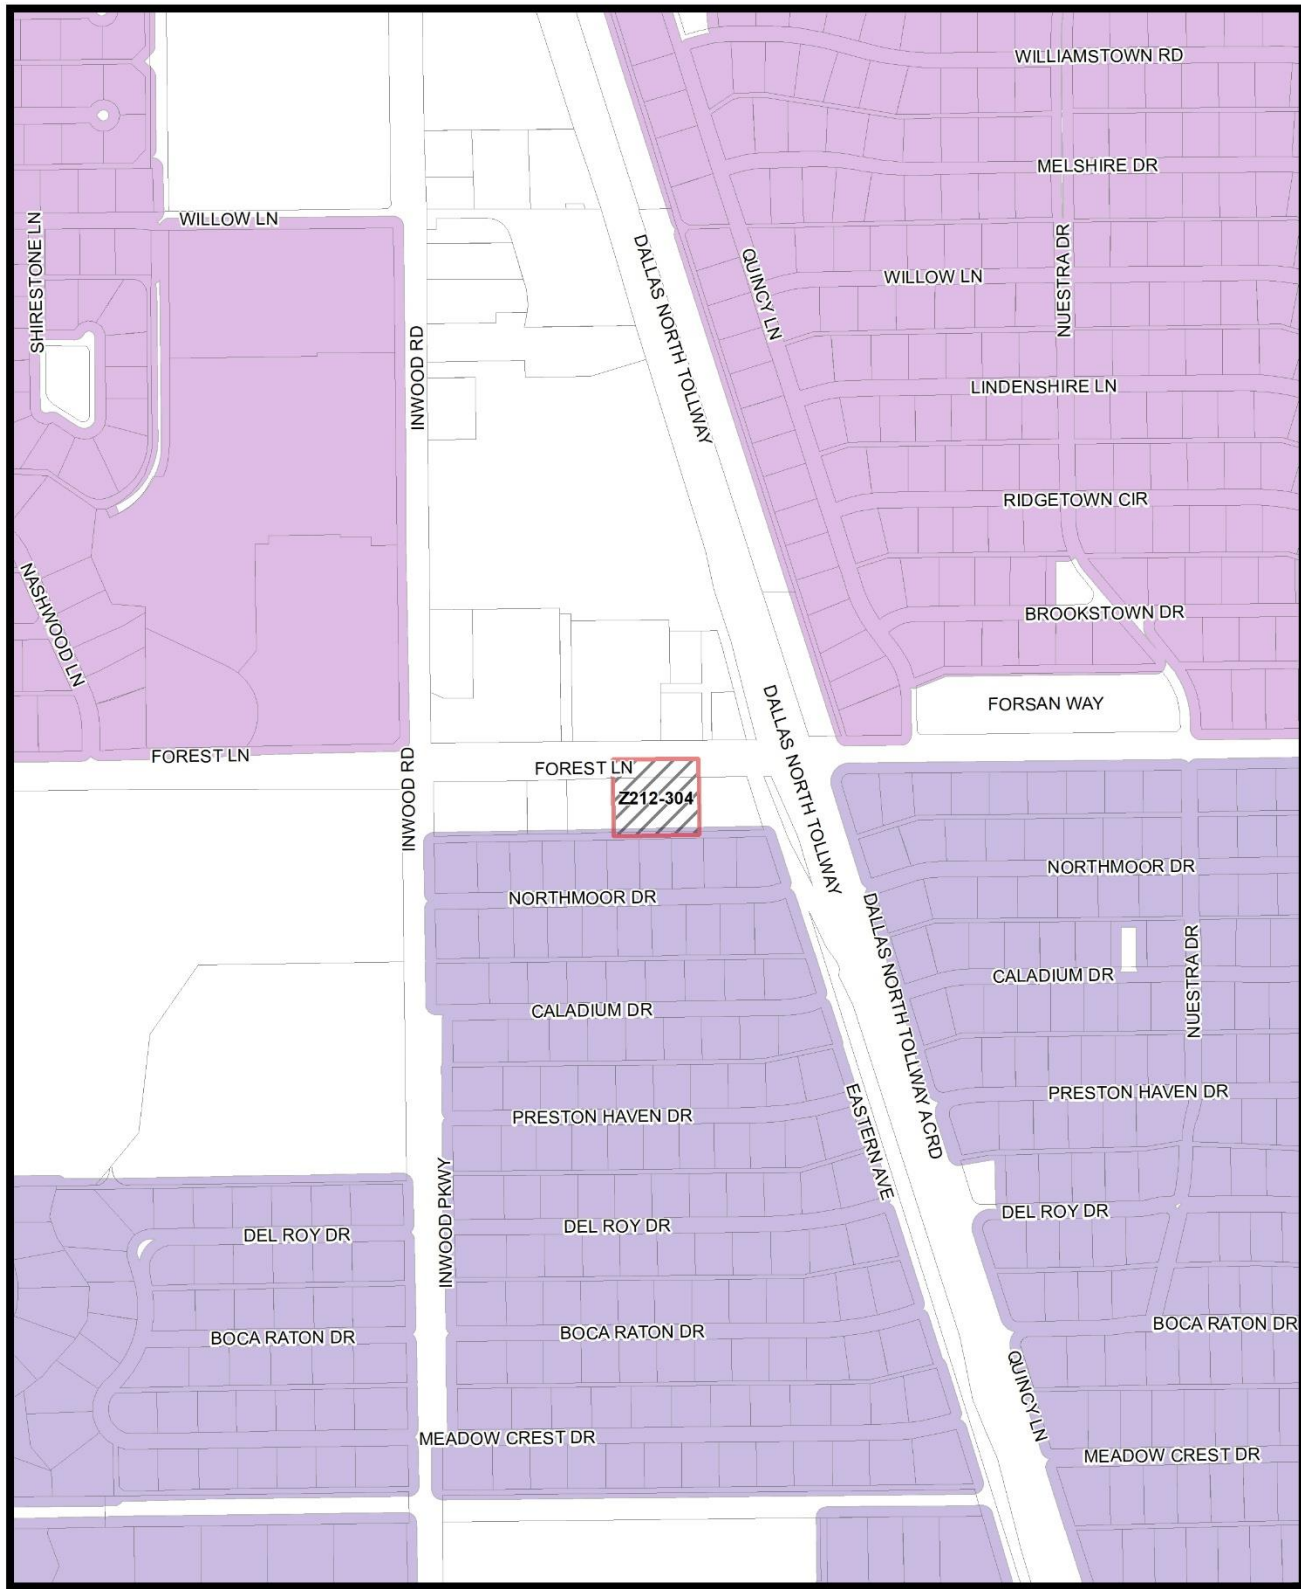 WILLIAMSTOWN RD
MELSHIRE DR
WILLOW LN
SHIRESTONE LN
DALLAS NORTH TOLLWAY
QUINCY LN
WILLOW LN
NUESTRA DR
INWOOD RD
LINDENSHIRE LN
RIDGETOWN CIR
NASHWOOD LN
BROOKSTOWN DR
FORSAN WAY
FOREST LN
INWOOD RD
FOREST LN
DALLAS NORTH TOLLWAY
Z212-304
NORTHMOOR DR
NORTHMOOR DR
DALLAS NORTH TOLLWAY ACRD
CALADIUM DR
CALADIUM DR
NUESTRA DR
PRESTON HAVEN DR
PRESTON HAVEN DR
EASTERN AVE
INWOOD PKWY
DEL ROY DR
DEL ROY DR
DEL ROY DR
BOCA RATON DR
BOCA RATON DR
BOCA RATON DR
QUINCY LN
MEADOW CREST DR
MEADOW CREST DR